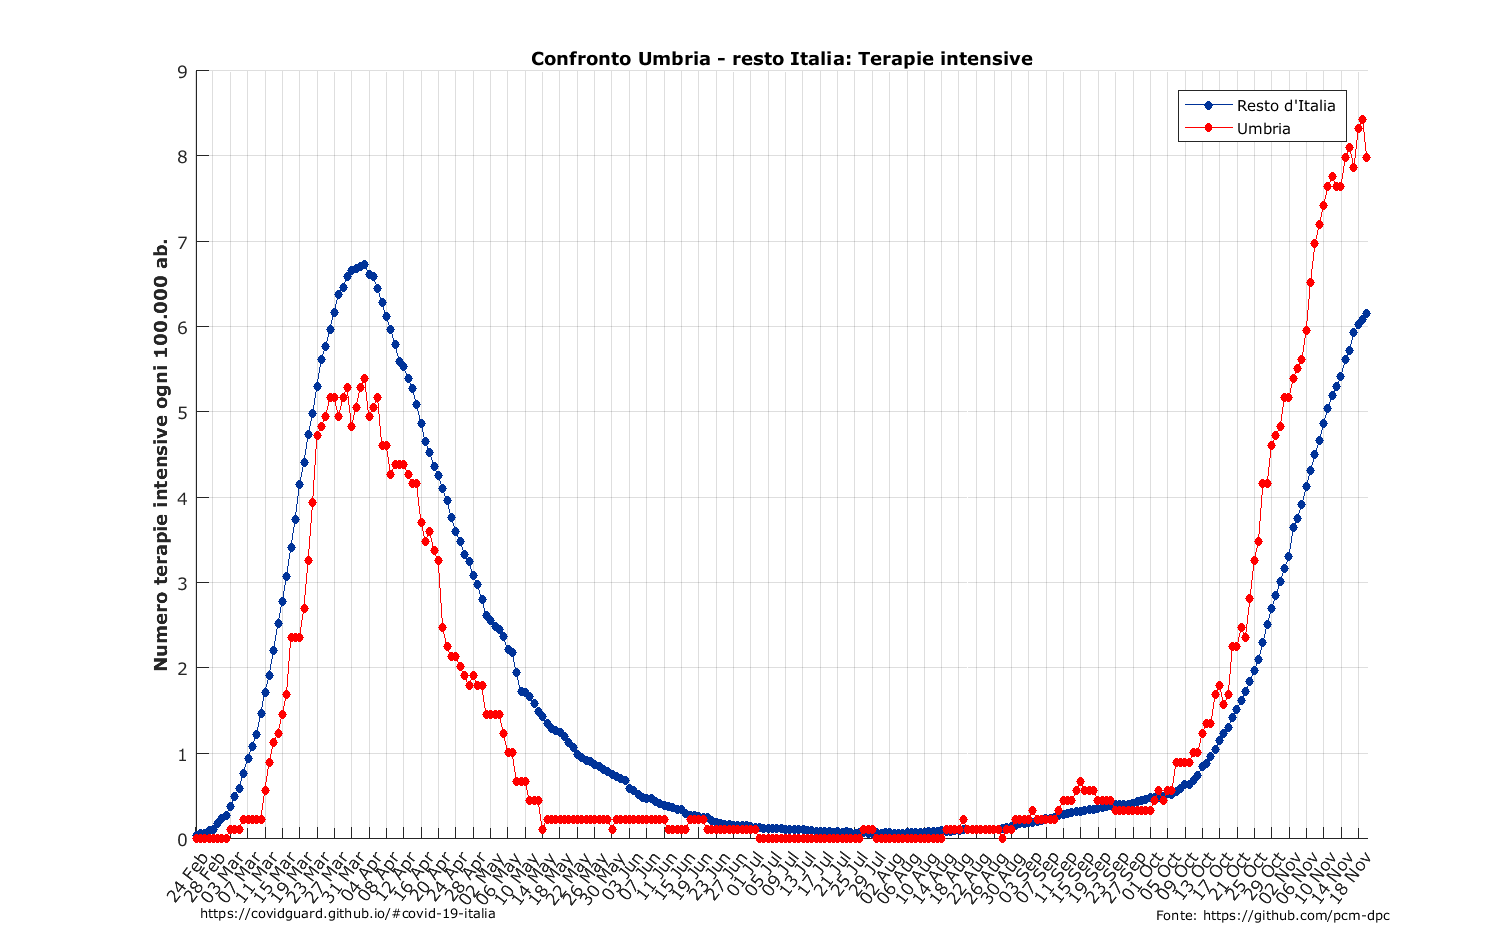 Confronto Umbria - resto Italia: Terapie intensive
Resto d'Italia
Umbria
Numero terapie intensive ogni 100.000 ab.
9
8
7
6
5
4
3
2
1
0
24 Feb
28 Feb
03 Mar
07 Mar
11 Mar
15 Mar
19 Mar
23 Mar
27 Mar
31 Mar
04 Apr
08 Apr
12 Apr
16 Apr
20 Apr
24 Apr
28 Apr
02 May
06 May
10 May
14 May
18 May
22 May
26 May
30 May
03 Jun
07 Jun
11 Jun
15 Jun
19 Jun
23 Jun
27 Jun
01 Jul
05 Jul
09 Jul
13 Jul
17 Jul
21 Jul
25 Jul
29 Jul
02 Aug
06 Aug
10 Aug
14 Aug
18 Aug
22 Aug
26 Aug
30 Aug
03 Sep
07 Sep
11 Sep
15 Sep
19 Sep
23 Sep
27 Sep
01 Oct
05 Oct
09 Oct
13 Oct
17 Oct
21 Oct
25 Oct
29 Oct
02 Nov
06 Nov
10 Nov
14 Nov
18 Nov
https://covidguard.github.io/#covid-19-italia
Fonte: https://github.com/pcm-dpc